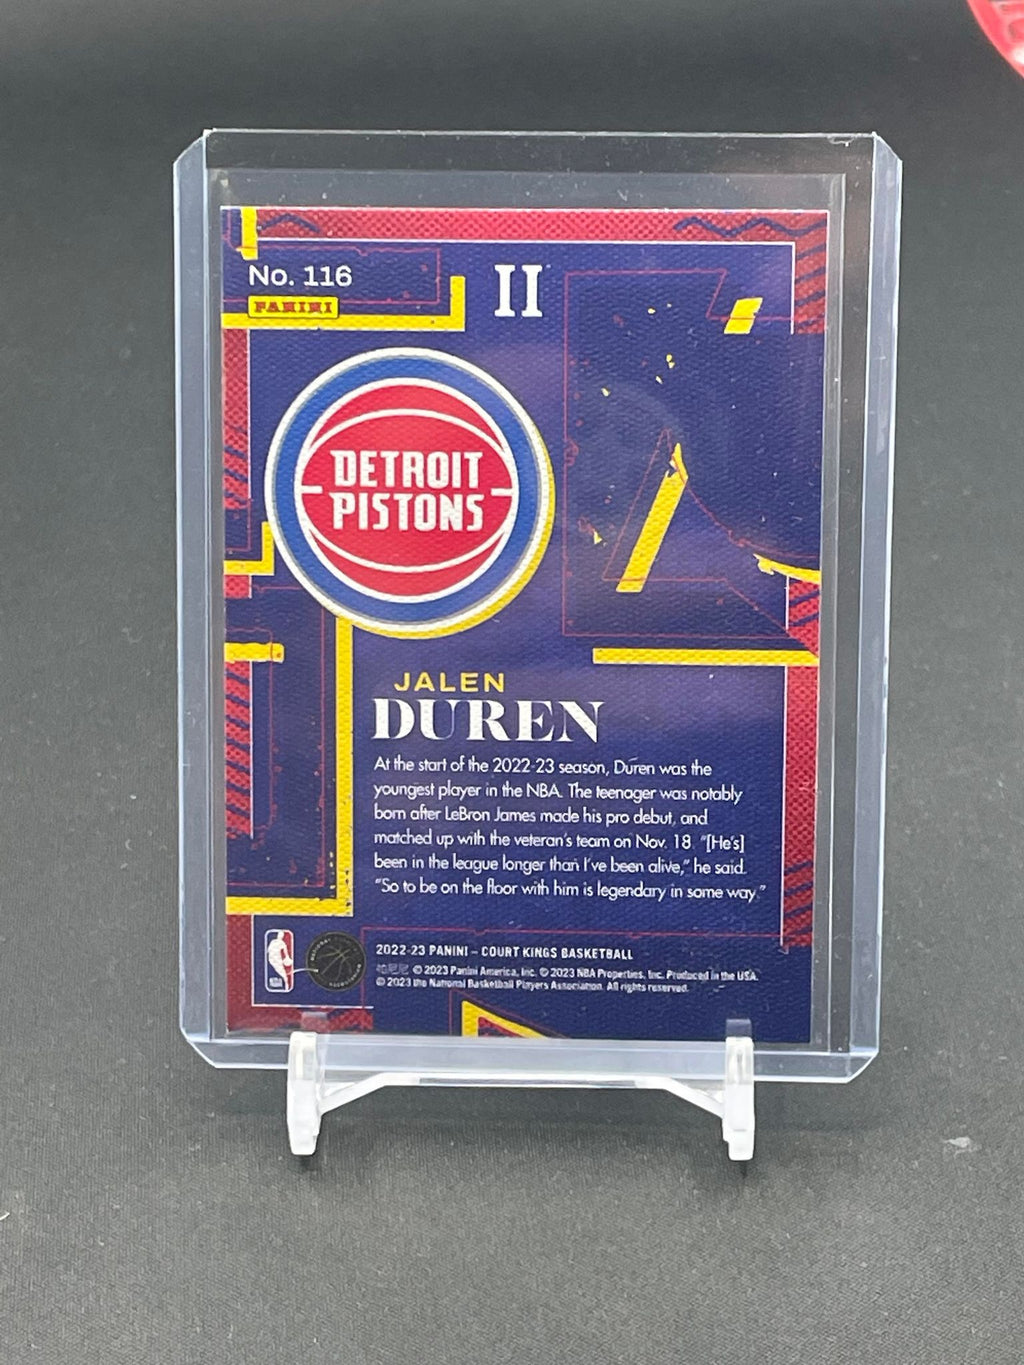 No. 116
PANINI
II
DETROIT
PISTONS
JALEN
DUREN
At the start of the 2022-23 season, Duren was the
youngest player in the NBA. The teenager was notably
born after LeBron James made his pro debut, and
matched up with the veteran's team on Nov. 18. "[He's]
been in the league longer than I've been alive," he said.
"So to be on the floor with him is legendary in some way."
NBA
2022-23 PANINI – COURT KINGS BASKETBALL
© 2023 Panini America, Inc. © 2023 NBA Properties, Inc. Produced in the USA.
© 2023 the National Basketball Players Association. All rights reserved.